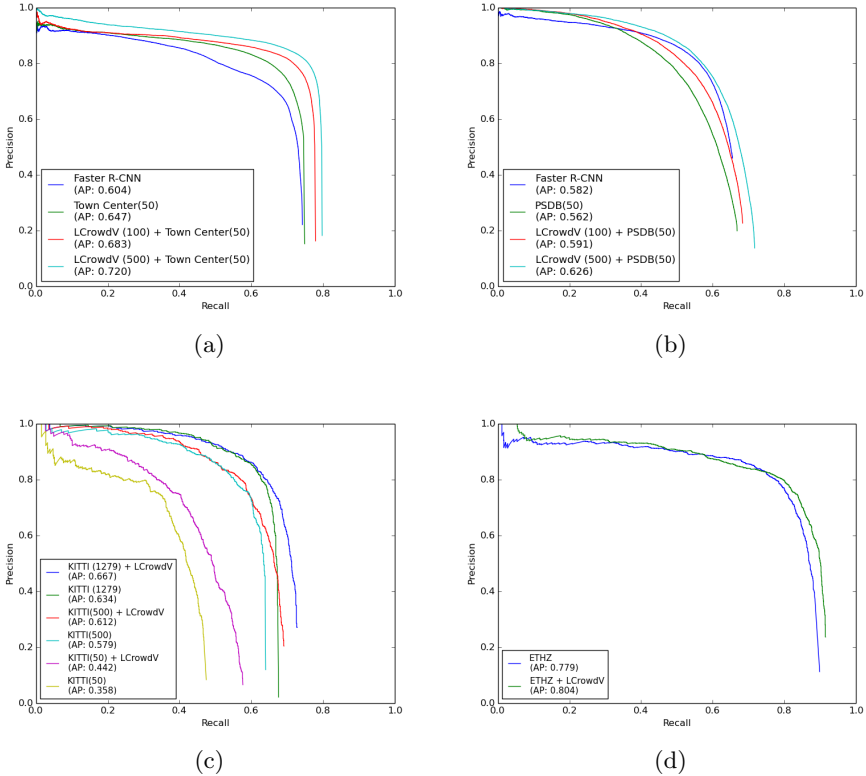 1.0
0.8
0.6
0.4
0.2
0.0
Precision
Faster R-CNN
(AP: 0.604)
Town Center(50)
(AP: 0.647)
LCrowdV (100) + Town Center(50)
(AP: 0.683)
LCrowdV (500) + Town Center(50)
(AP: 0.720)
0.0 0.2 0.4 0.6 0.8 1.0
Recall
(a)
1.0
0.8
0.6
0.4
0.2
0.0
Precision
Faster R-CNN
(AP: 0.582)
PSDB(50)
(AP: 0.562)
LCrowdV (100) + PSDB(50)
(AP: 0.591)
LCrowdV (500) + PSDB(50)
(AP: 0.626)
0.0 0.2 0.4 0.6 0.8 1.0
Recall
(b)
1.0
0.8
0.6
0.4
0.2
0.0
Precision
KITTI (1279) + LCrowdV
(AP: 0.667)
KITTI (1279)
(AP: 0.634)
KITTI(500) + LCrowdV
(AP: 0.612)
KITTI(500)
(AP: 0.579)
KITTI(50) + LCrowdV
(AP: 0.442)
KITTI(50)
(AP: 0.358)
0.0 0.2 0.4 0.6 0.8 1.0
Recall
(c)
1.0
0.8
0.6
0.4
0.2
0.0
Precision
ETHZ
(AP: 0.779)
ETHZ + LCrowdV
(AP: 0.804)
0.0 0.2 0.4 0.6 0.8 1.0
Recall
(d)